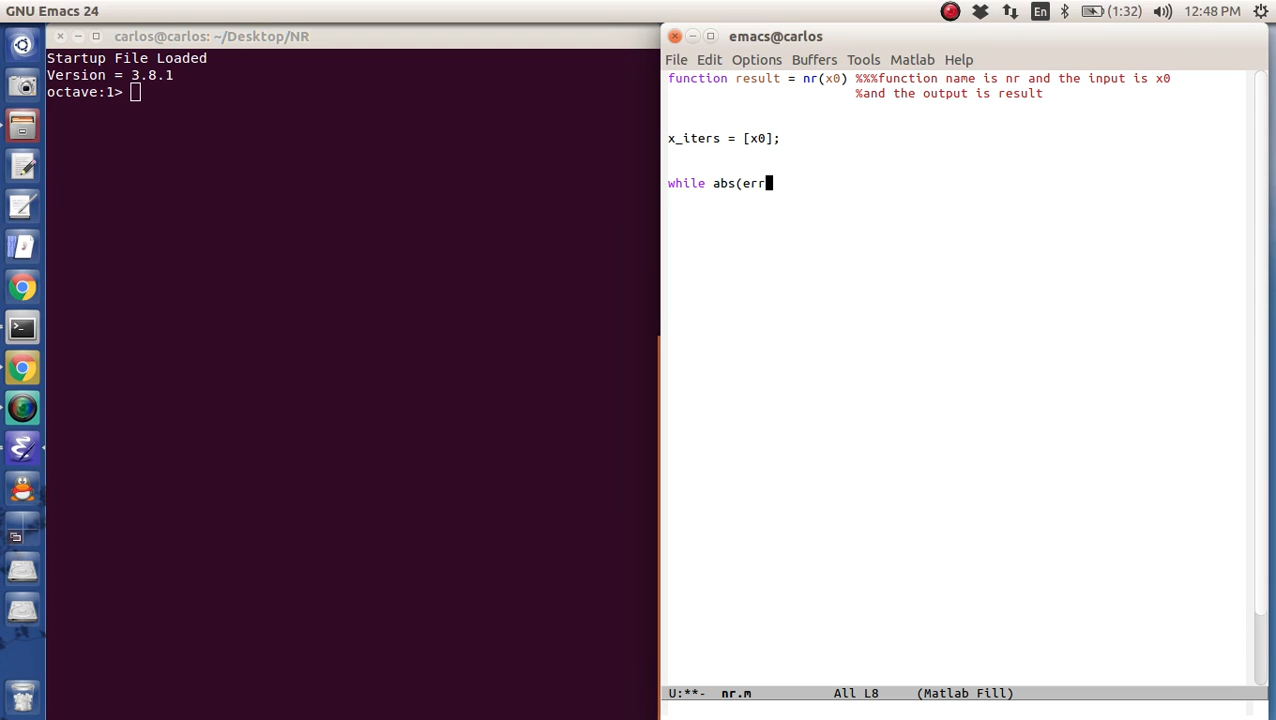 GNU Emacs 24
En
(1:32)
12:48 PM
carlos@carlos: ~/Desktop/NR
Startup File Loaded
Version = 3.8.1
octave:1>
emacs@carlos
File Edit Options Buffers Tools Matlab Help
function result = nr(x0) %%%function name is nr and the input is x0
%and the output is result
x_iters = [x0];
while abs(err
U:**- nr.m All L8 (Matlab Fill)